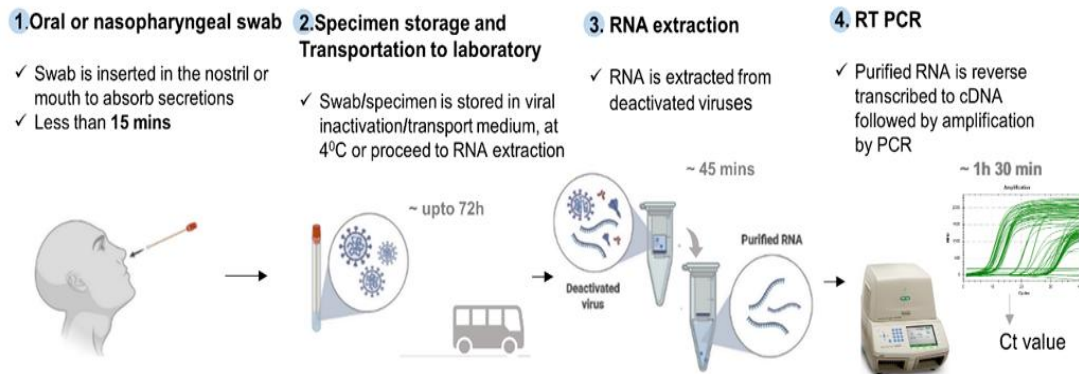 1.Oral or nasopharyngeal swab
✓ Swab is inserted in the nostril or
mouth to absorb secretions
✓ Less than 15 mins
2.Specimen storage and
Transportation to laboratory
✓ Swab/specimen is stored in viral
inactivation/transport medium, at
4⁰C or proceed to RNA extraction
~ upto 72h
3. RNA extraction
✓ RNA is extracted from
deactivated viruses
~ 45 mins
Deactivated
virus
Purified RNA
4. RT PCR
✓ Purified RNA is reverse
transcribed to cDNA
followed by amplification
by PCR
~ 1h 30 min
Amplification
Cycles
Ct value